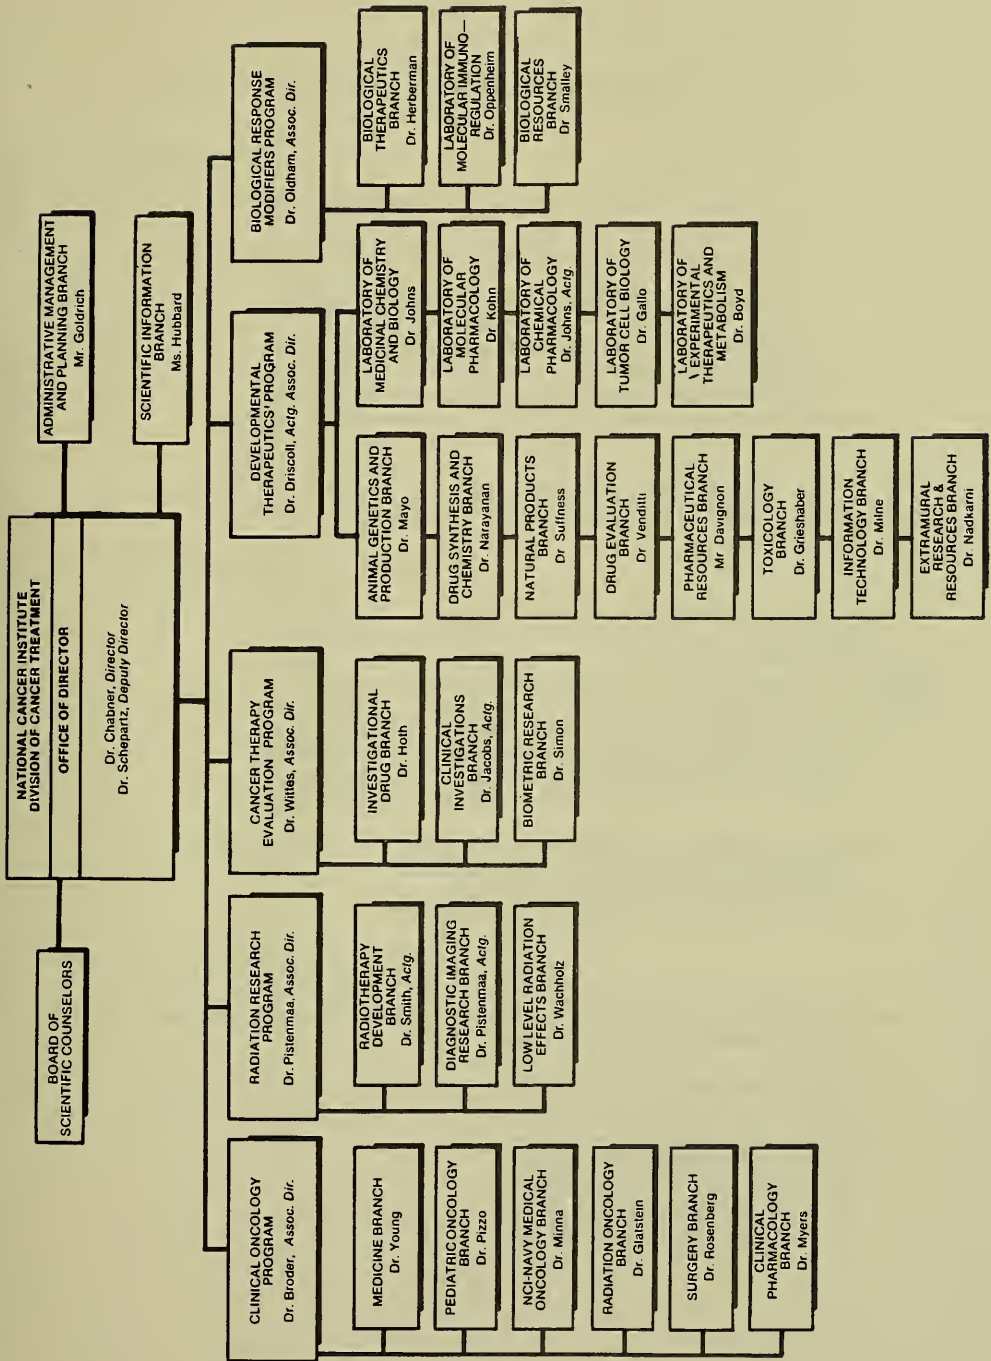 NATIONAL CANCER INSTITUTE
DIVISION OF CANCER TREATMENT
OFFICE OF DIRECTOR
Dr. Chabner, Director
Dr. Schepartz, Deputy Director
BOARD OF
SCIENTIFIC COUNSELORS
ADMINISTRATIVE MANAGEMENT
AND PLANNING BRANCH
Mr. Goldrich
SCIENTIFIC INFORMATION
BRANCH
Ms. Hubbard
CLINICAL ONCOLOGY
PROGRAM
Dr. Broder, Assoc. Dir.
MEDICINE BRANCH
Dr. Young
PEDIATRIC ONCOLOGY
BRANCH
Dr. Pizzo
NCI-NAVY MEDICAL
ONCOLOGY BRANCH
Dr. Minna
RADIATION ONCOLOGY
BRANCH
Dr. Glatstein
SURGERY BRANCH
Dr. Rosenberg
CLINICAL
PHARMACOLOGY
BRANCH
Dr. Myers
RADIATION RESEARCH
PROGRAM
Dr. Pistenmaa, Assoc. Dir.
RADIOTHERAPY
DEVELOPMENT
BRANCH
Dr. Smith, Actg.
DIAGNOSTIC IMAGING
RESEARCH BRANCH
Dr. Pistenmaa, Actg.
LOW LEVEL RADIATION
EFFECTS BRANCH
Dr. Wachholz
CANCER THERAPY
EVALUATION PROGRAM
Dr. Wittes, Assoc. Dir.
INVESTIGATIONAL
DRUG BRANCH
Dr. Hoth
CLINICAL
INVESTIGATIONS
BRANCH
Dr. Jacobs, Actg.
BIOMETRIC RESEARCH
BRANCH
Dr. Simon
DEVELOPMENTAL
THERAPEUTICS' PROGRAM
Dr. Driscoll, Actg. Assoc. Dir.
ANIMAL GENETICS AND
PRODUCTION BRANCH
Dr. Mayo
DRUG SYNTHESIS AND
CHEMISTRY BRANCH
Dr. Narayanan
NATURAL PRODUCTS
BRANCH
Dr Suffness
DRUG EVALUATION
BRANCH
Dr Venditti
PHARMACEUTICAL
RESOURCES BRANCH
Mr Davignon
TOXICOLOGY
BRANCH
Dr. Grieshaber
INFORMATION
TECHNOLOGY BRANCH
Dr. Milne
EXTRAMURAL
RESEARCH &
RESOURCES BRANCH
Dr. Nadkarni
LABORATORY OF
MEDICINAL CHEMISTRY
AND BIOLOGY
Dr Johns
LABORATORY OF
MOLECULAR
PHARMACOLOGY
Dr Kohn
LABORATORY OF
CHEMICAL
PHARMACOLOGY
Dr. Johns, Actg.
LABORATORY OF
TUMOR CELL BIOLOGY
Dr. Gallo
LABORATORY OF
EXPERIMENTAL
THERAPEUTICS AND
METABOLISM
Dr. Boyd
BIOLOGICAL RESPONSE
MODIFIERS PROGRAM
Dr. Oldham, Assoc. Dir.
BIOLOGICAL
THERAPEUTICS
BRANCH
Dr. Herberman
LABORATORY OF
MOLECULAR IMMUNO—
REGULATION
Dr. Oppenheim
BIOLOGICAL
RESOURCES
BRANCH
Dr Smalley